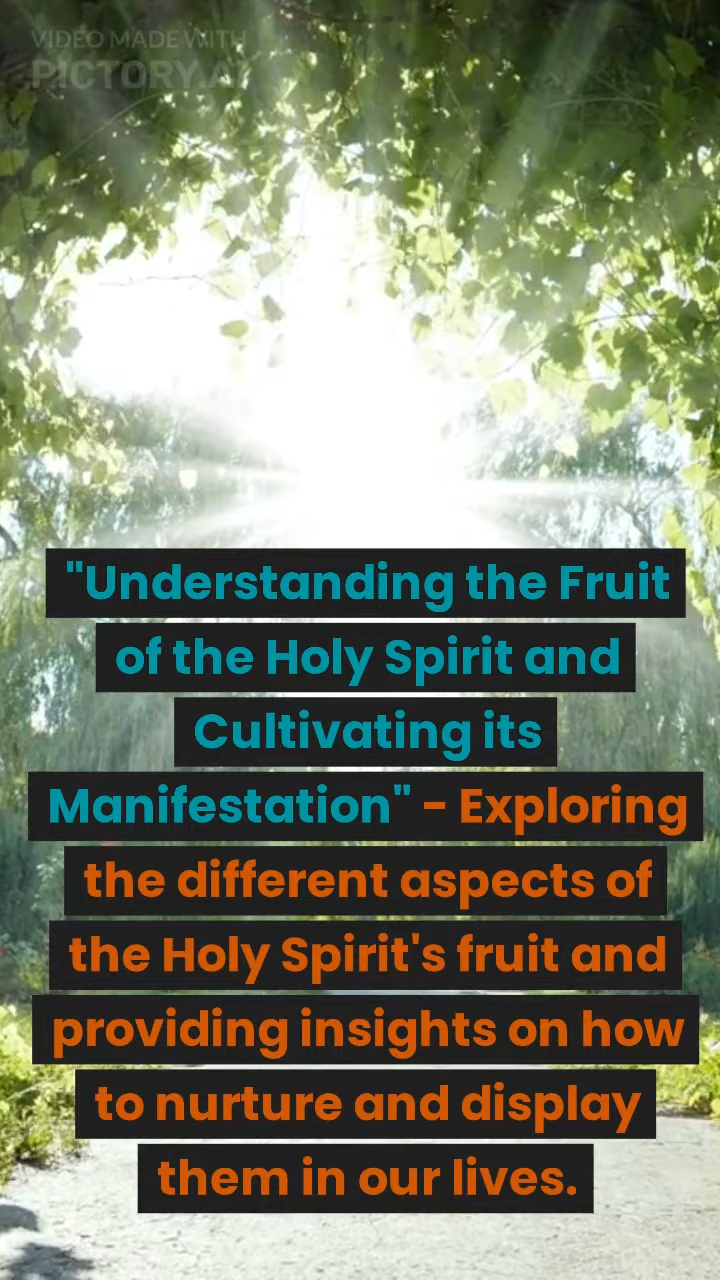 VIDEO MADE WITH
PICTORY.AI
"Understanding the Fruit
of the Holy Spirit and
Cultivating its
Manifestation" - Exploring
the different aspects of
the Holy Spirit's fruit and
providing insights on how
to nurture and display
them in our lives.